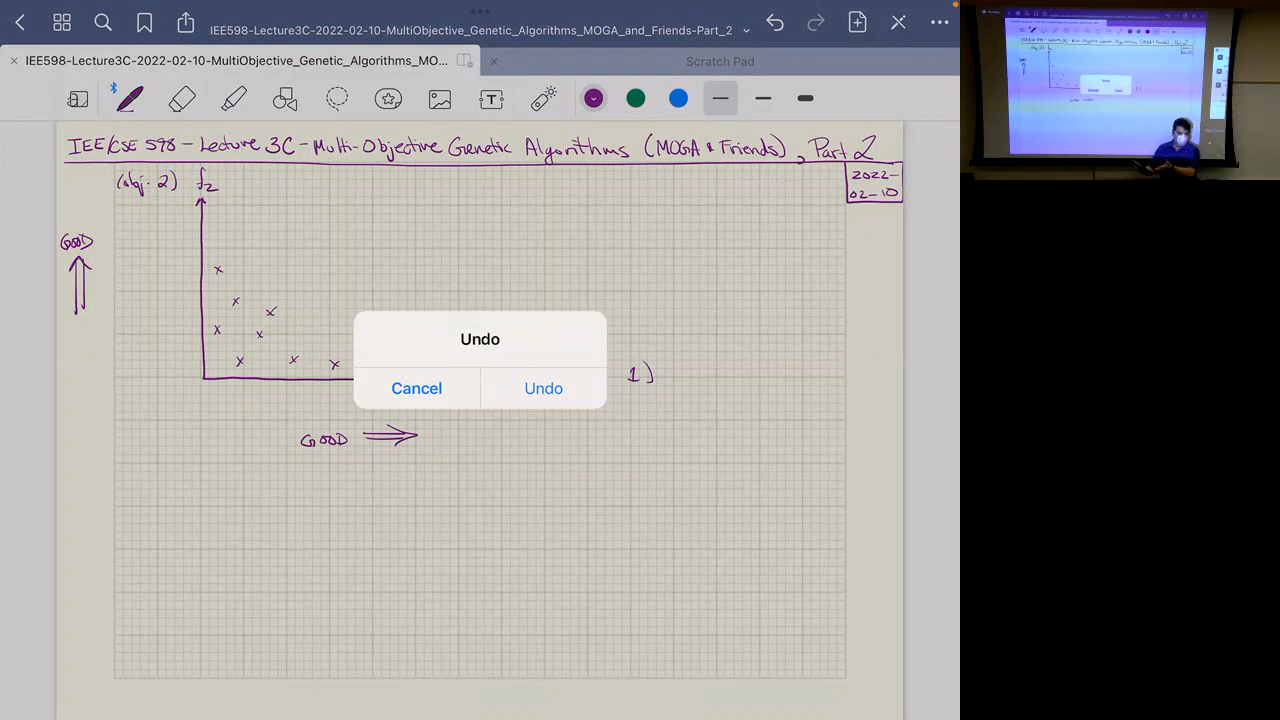 IEE598-Lecture3C-2022-02-10-MultiObjective_Genetic_Algorithms_MOGA_and_Friends-Part_2
IEE598-Lecture3C-2022-02-10-MultiObjective_Genetic_Algorithms_MO...
Scratch Pad
IEE/CSE 598 - Lecture 3C - Multi-Objective Genetic Algorithms (MOGA & Friends), Part 2
2022-
02-10
(obj. 2) f2
GOOD
Undo
Cancel Undo
1)
GOOD